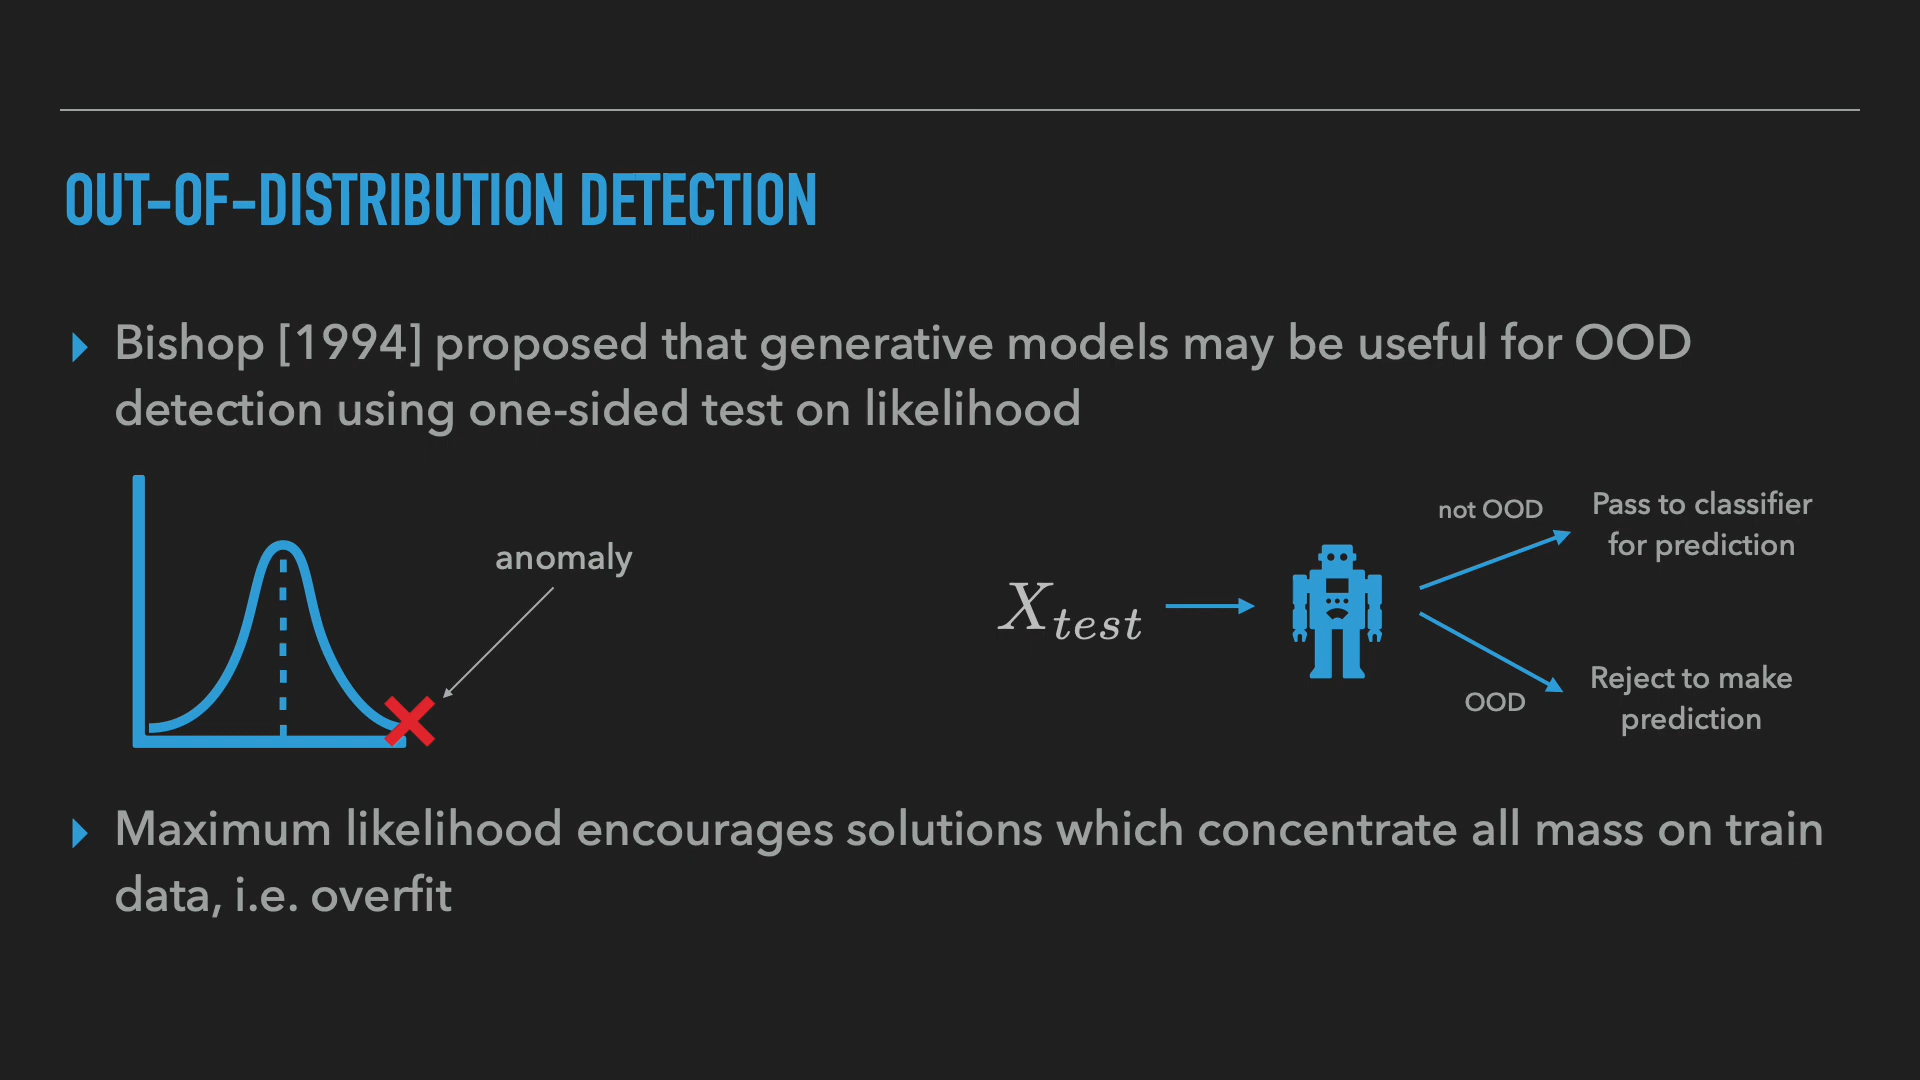 OUT-OF-DISTRIBUTION DETECTION
Bishop [1994] proposed that generative models may be useful for OOD
detection using one-sided test on likelihood
anomaly
X_test
not OOD
Pass to classifier
for prediction
OOD
Reject to make
prediction
Maximum likelihood encourages solutions which concentrate all mass on train
data, i.e. overfit